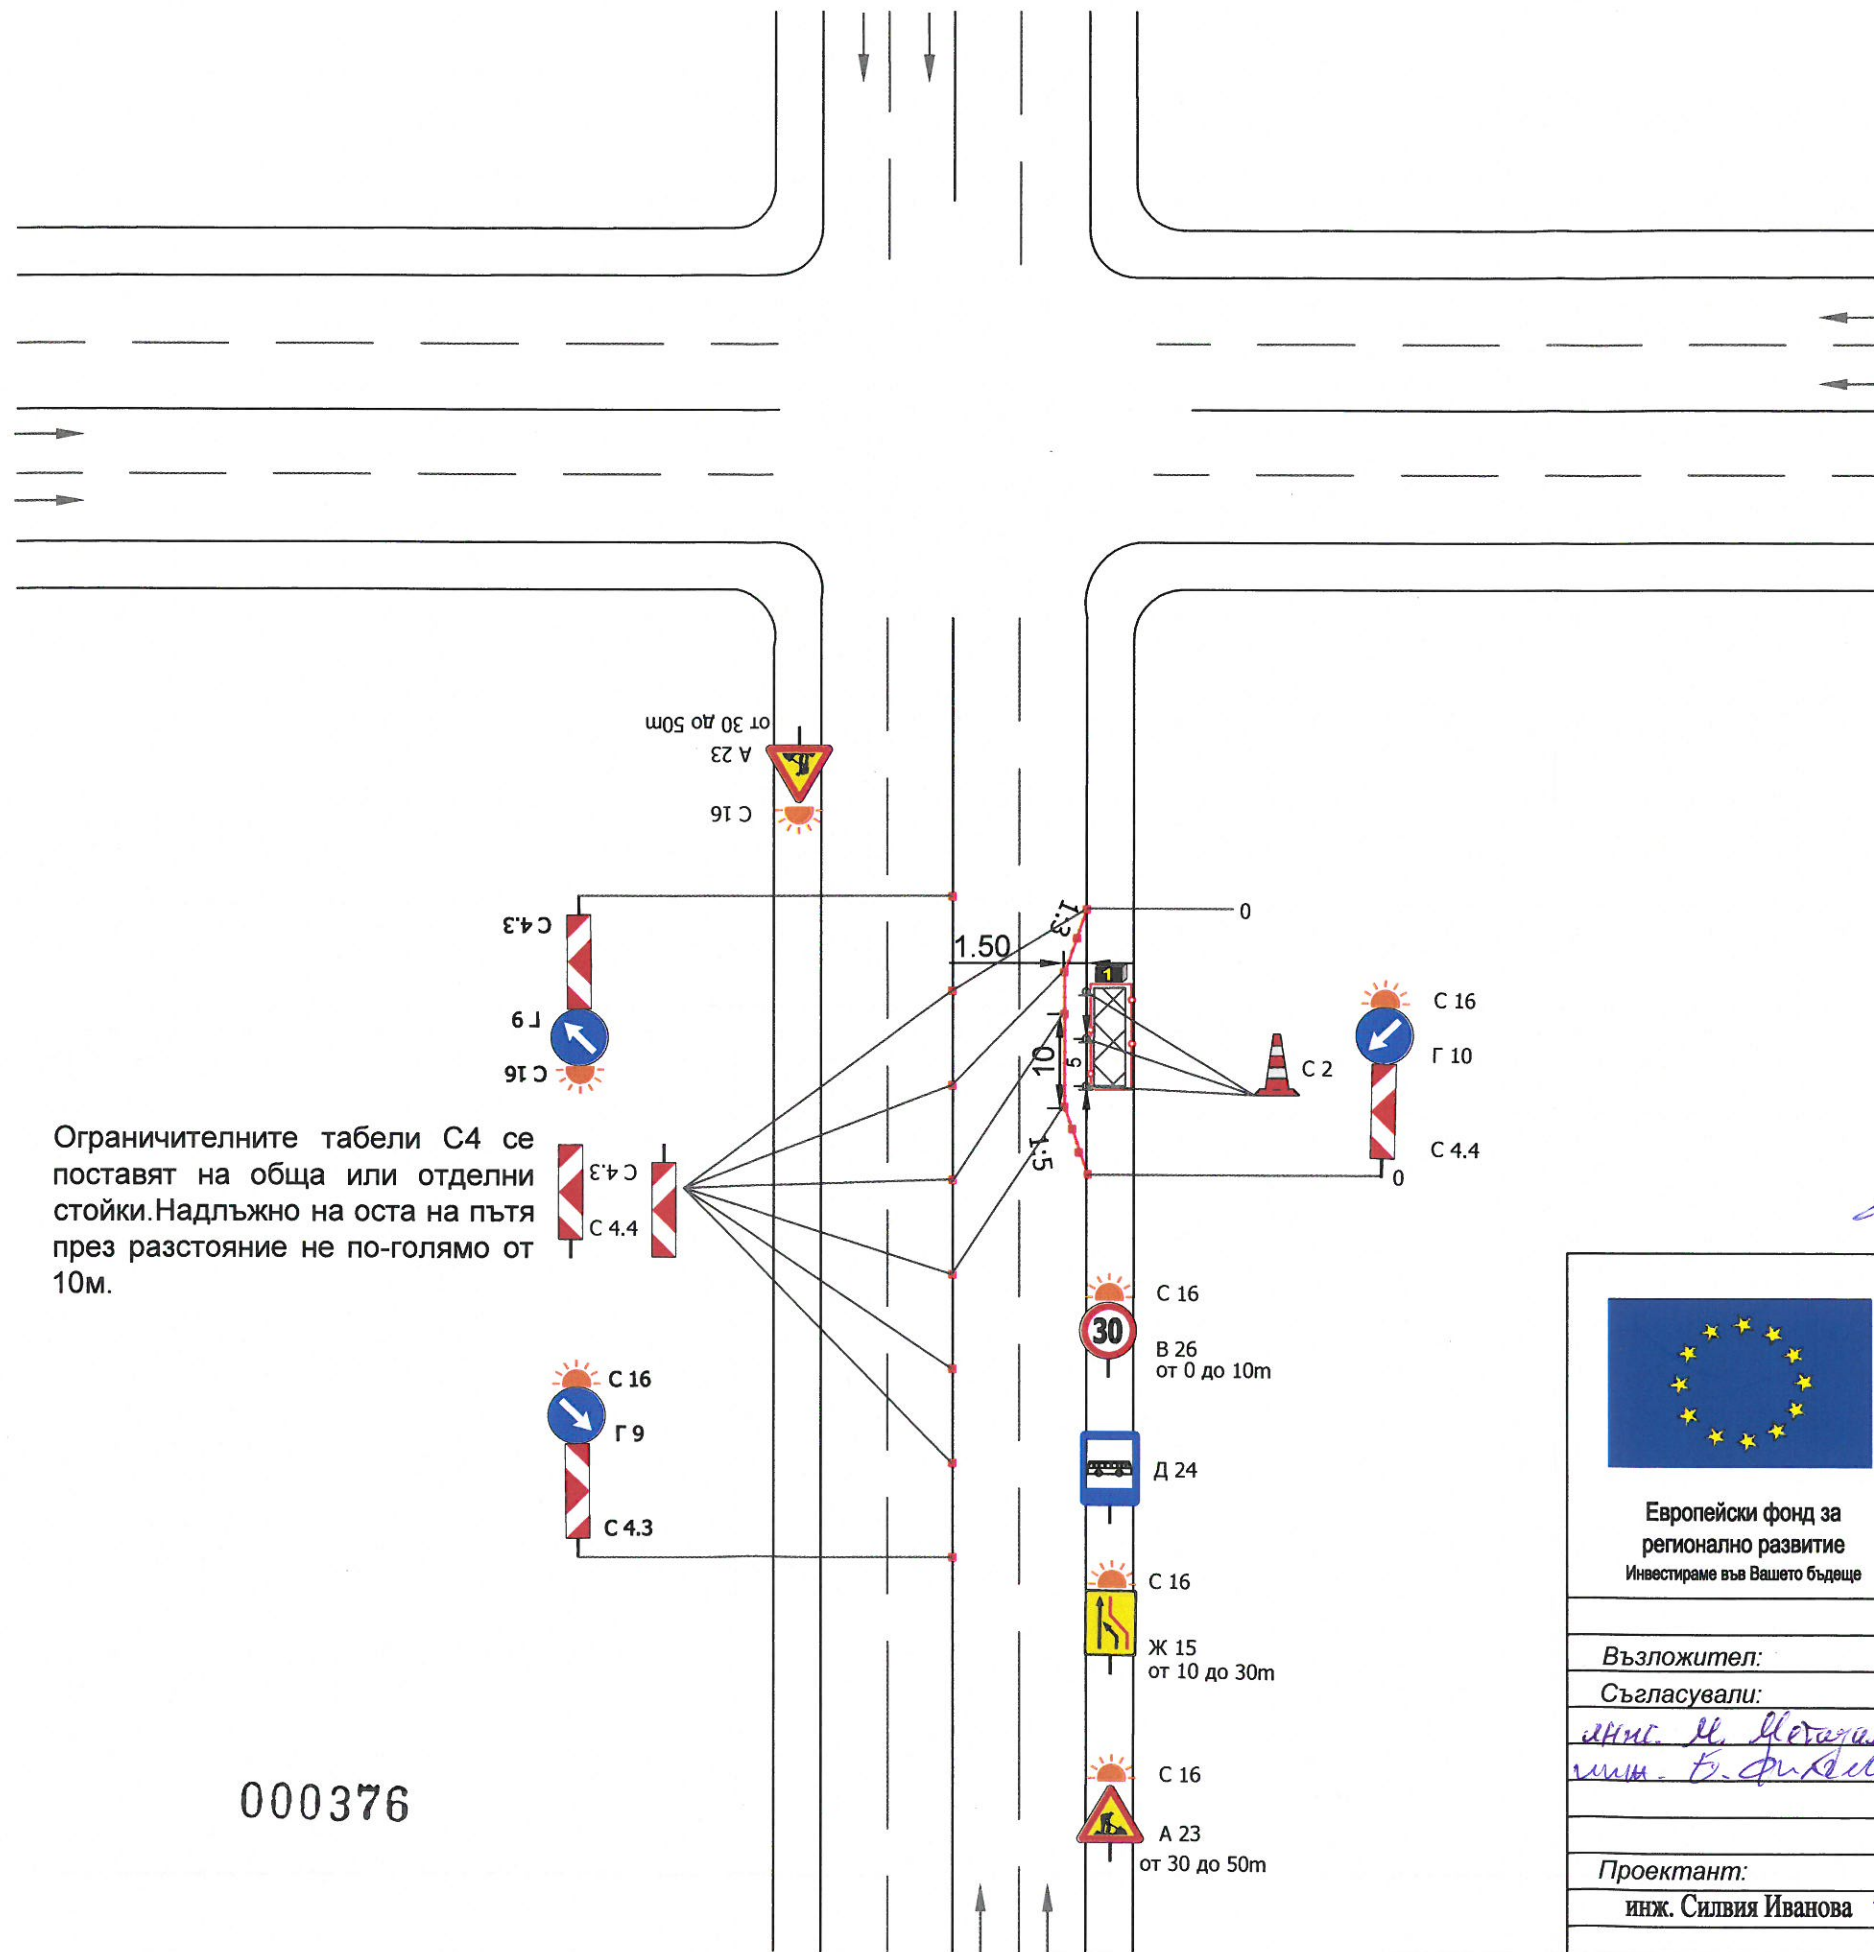 от 30 до 50m
А 23
С 16
С4.3
Г 9
С 16
1:3
1.50
1
0
10
5
1:5
С 2
С 16
Г 10
С 4.4
0
Ограничителните табели С4 се
поставят на обща или отделни
стойки.Надлъжно на оста на пътя
през разстояние не по-голямо от
10м.
С 4.3
С 4.4
С 16
30
В 26
от 0 до 10m
С 16
Г 9
С 4.3
Д 24
С 16
Ж 15
от 10 до 30m
С 16
А 23
от 30 до 50m
000376
Европейски фонд за
регионално развитие
Инвестираме във Вашето бъдеще
Възложител:
Съгласували:
инж. М.
Проектант:
инж. Силвия Иванова